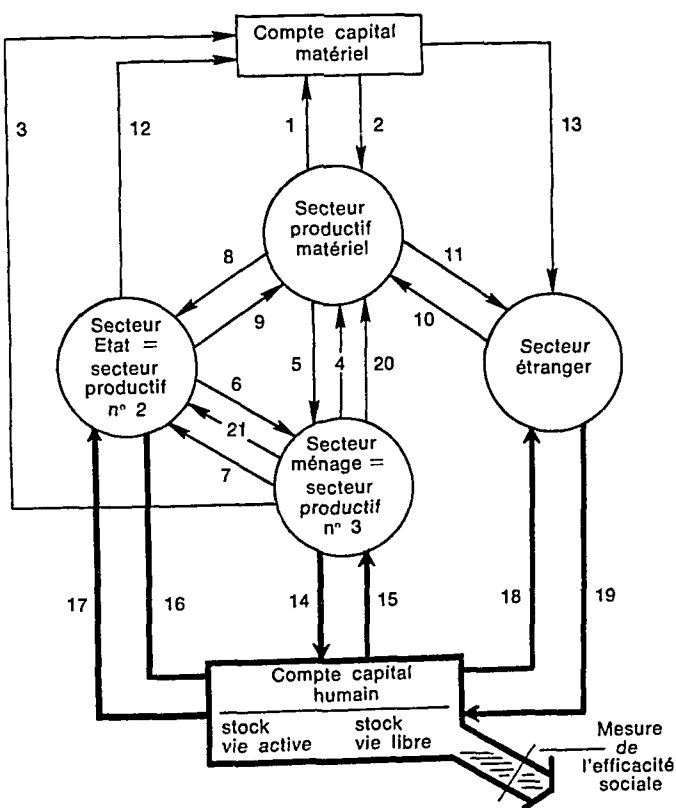 Compte capital
matériel
3
12
1
2
13
Secteur
productif
matériel
8
11
9
10
Secteur
Etat =
secteur
productif
n° 2
Secteur
étranger
5
4
20
6
21
7
Secteur
ménage =
secteur
productif
n° 3
17
16
14
15
18
19
Compte capital
humain
stock
vie active
stock
vie libre
Mesure
de
l'efficacité
sociale